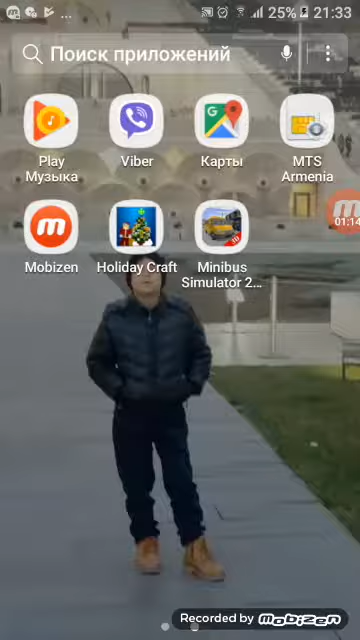 25% 21:33
Поиск приложений
Play Музыка
Viber
Карты
MTS Armenia
01:14
Mobizen
Holiday Craft
Minibus Simulator 2...
Recorded by mobizen